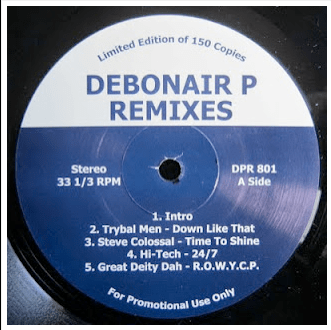 Limited Edition of 150 Copies
DEBONAIR P
REMIXES
Stereo
33 1/3 RPM
DPR 801
A Side
1. Intro
2. Trybal Men - Down Like That
3. Steve Colossal - Time To Shine
4. Hi-Tech - 24/7
5. Great Deity Dah - R.O.W.Y.C.P.
For Promotional Use Only